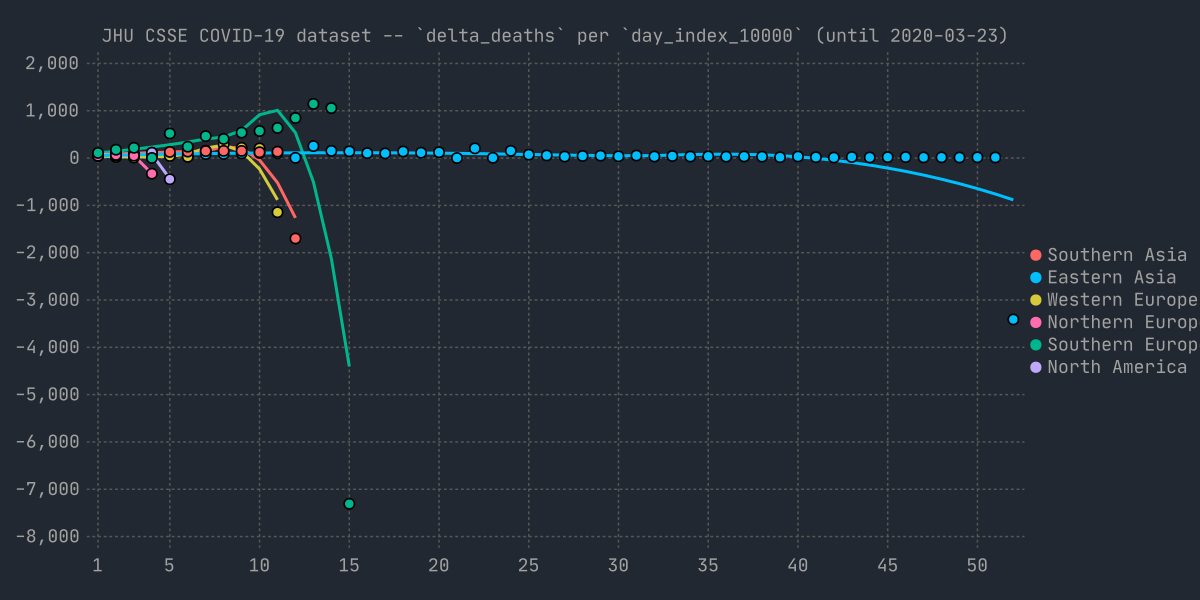 JHU CSSE COVID-19 dataset -- `delta_deaths` per `day_index_10000` (until 2020-03-23)
2,000
1,000
0
-1,000
-2,000
-3,000
-4,000
-5,000
-6,000
-7,000
-8,000
1 5 10 15 20 25 30 35 40 45 50
Southern Asia
Eastern Asia
Western Europe
Northern Europ
Southern Europ
North America